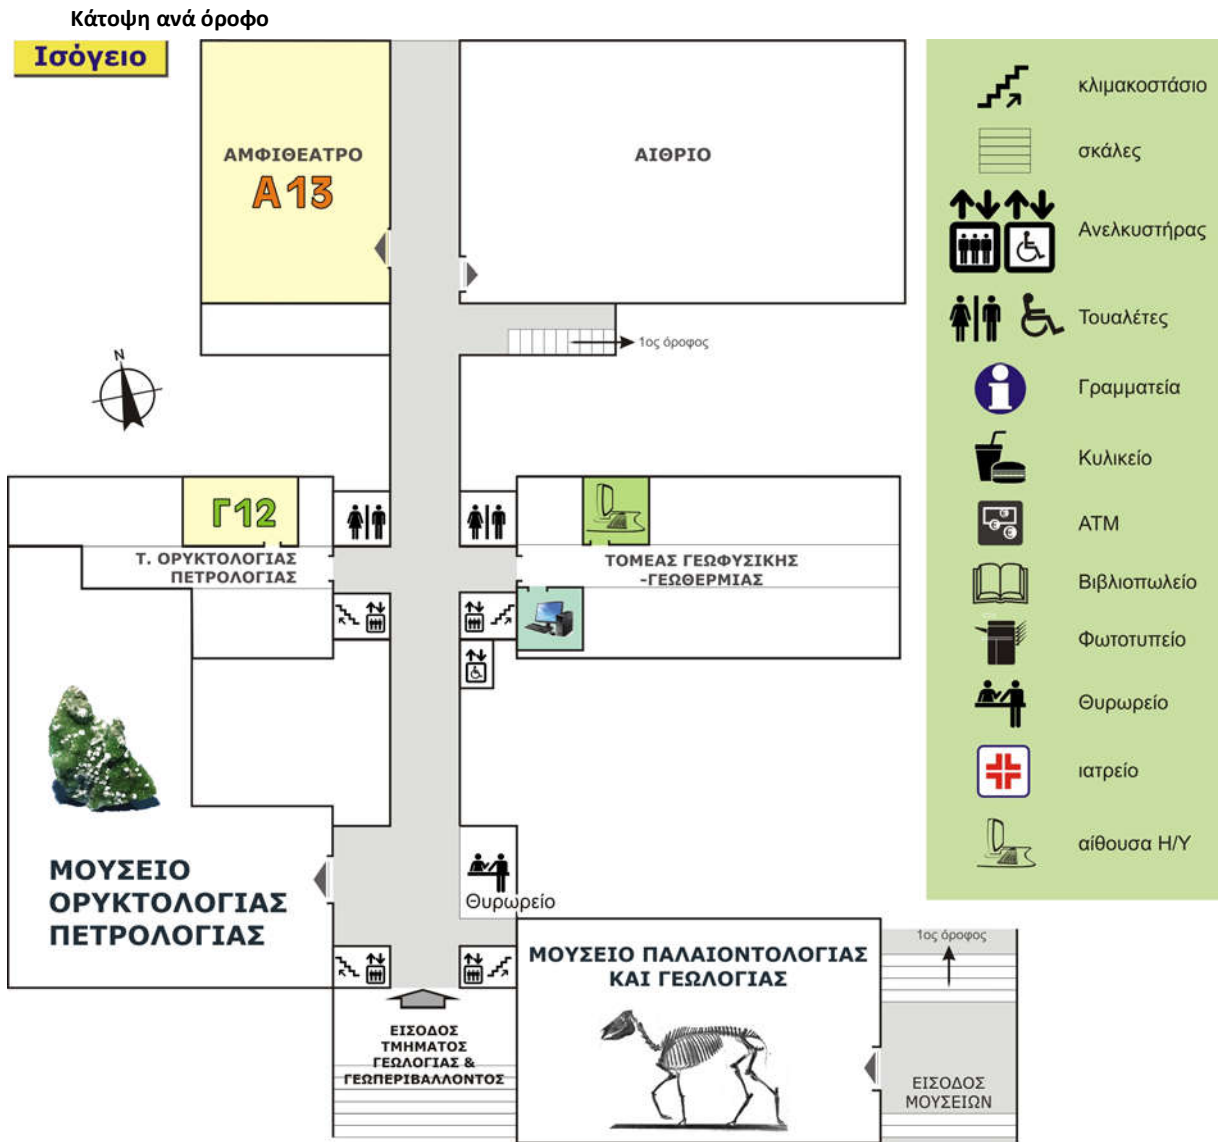 Κάτοψη ανά όροφο
Ισόγειο
ΑΜΦΙΘΕΑΤΡΟ
Α13
ΑΙΘΡΙΟ
1ος όροφος
N
Γ12
Τ. ΟΡΥΚΤΟΛΟΓΙΑΣ
ΠΕΤΡΟΛΟΓΙΑΣ
ΤΟΜΕΑΣ ΓΕΩΦΥΣΙΚΗΣ
-ΓΕΩΘΕΡΜΙΑΣ
ΜΟΥΣΕΙΟ
ΟΡΥΚΤΟΛΟΓΙΑΣ
ΠΕΤΡΟΛΟΓΙΑΣ
Θυρωρείο
ΜΟΥΣΕΙΟ ΠΑΛΑΙΟΝΤΟΛΟΓΙΑΣ
ΚΑΙ ΓΕΩΛΟΓΙΑΣ
1ος όροφος
ΕΙΣΟΔΟΣ
ΤΜΗΜΑΤΟΣ
ΓΕΩΛΟΓΙΑΣ &
ΓΕΩΠΕΡΙΒΑΛΛΟΝΤΟΣ
ΕΙΣΟΔΟΣ
ΜΟΥΣΕΙΩΝ
κλιμακοστάσιο
σκάλες
Ανελκυστήρας
Τουαλέτες
Γραμματεία
Κυλικείο
ΑΤΜ
Βιβλιοπωλείο
Φωτοτυπείο
Θυρωρείο
ιατρείο
αίθουσα Η/Υ